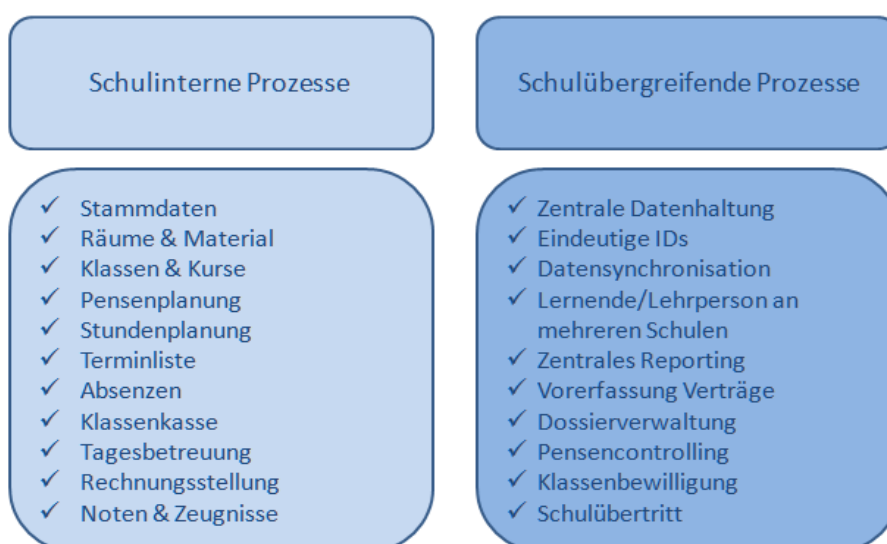 Schulinterne Prozesse
Stammdaten
Räume & Material
Klassen & Kurse
Pensenplanung
Stundenplanung
Terminliste
Absenzen
Klassenkasse
Tagesbetreuung
Rechnungsstellung
Noten & Zeugnisse
Schulübergreifende Prozesse
Zentrale Datenhaltung
Eindeutige IDs
Datensynchronisation
Lernende/Lehrperson an
mehreren Schulen
Zentrales Reporting
Vorerfassung Verträge
Dossierverwaltung
Pensencontrolling
Klassenbewilligung
Schulübertritt